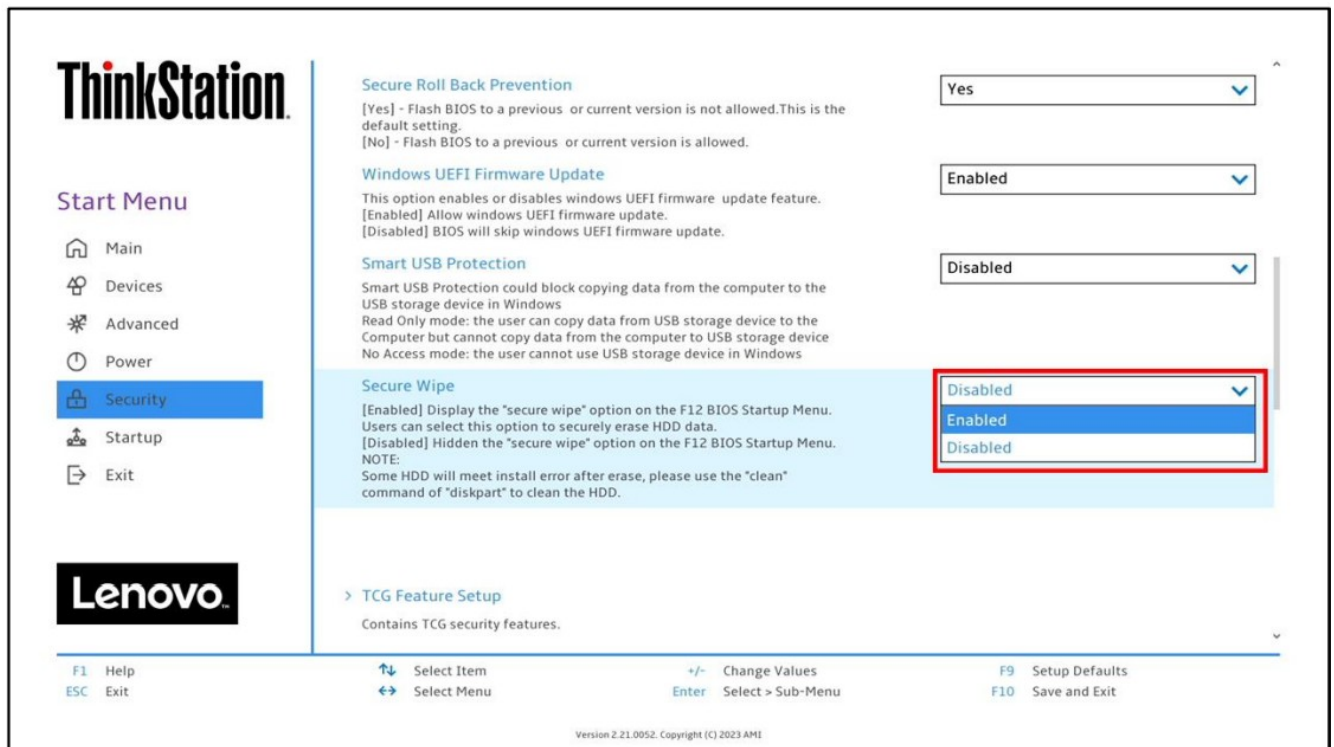 ThinkStation
Start Menu
Main
Devices
Advanced
Power
Security
Startup
Exit
Lenovo™
Secure Roll Back Prevention
Yes
[Yes] - Flash BIOS to a previous or current version is not allowed.This is the
default setting.
[No] - Flash BIOS to a previous or current version is allowed.
Windows UEFI Firmware Update
Enabled
This option enables or disables windows UEFI firmware update feature.
[Enabled] Allow windows UEFI firmware update.
[Disabled] BIOS will skip windows UEFI firmware update.
Smart USB Protection
Disabled
Smart USB Protection could block copying data from the computer to the
USB storage device in Windows
Read Only mode: the user can copy data from USB storage device to the
Computer but cannot copy data from the computer to USB storage device
No Access mode: the user cannot use USB storage device in Windows
Secure Wipe
Disabled
Enabled
Disabled
[Enabled] Display the "secure wipe" option on the F12 BIOS Startup Menu.
Users can select this option to securely erase HDD data.
[Disabled] Hidden the "secure wipe" option on the F12 BIOS Startup Menu.
NOTE:
Some HDD will meet install error after erase, please use the "clean"
command of "diskpart" to clean the HDD.
> TCG Feature Setup
Contains TCG security features.
F1 Help
ESC Exit
↑↓ Select Item
↔ Select Menu
+/- Change Values
Enter Select > Sub-Menu
F9 Setup Defaults
F10 Save and Exit
Version 2.21.0052. Copyright (C) 2023 AMI